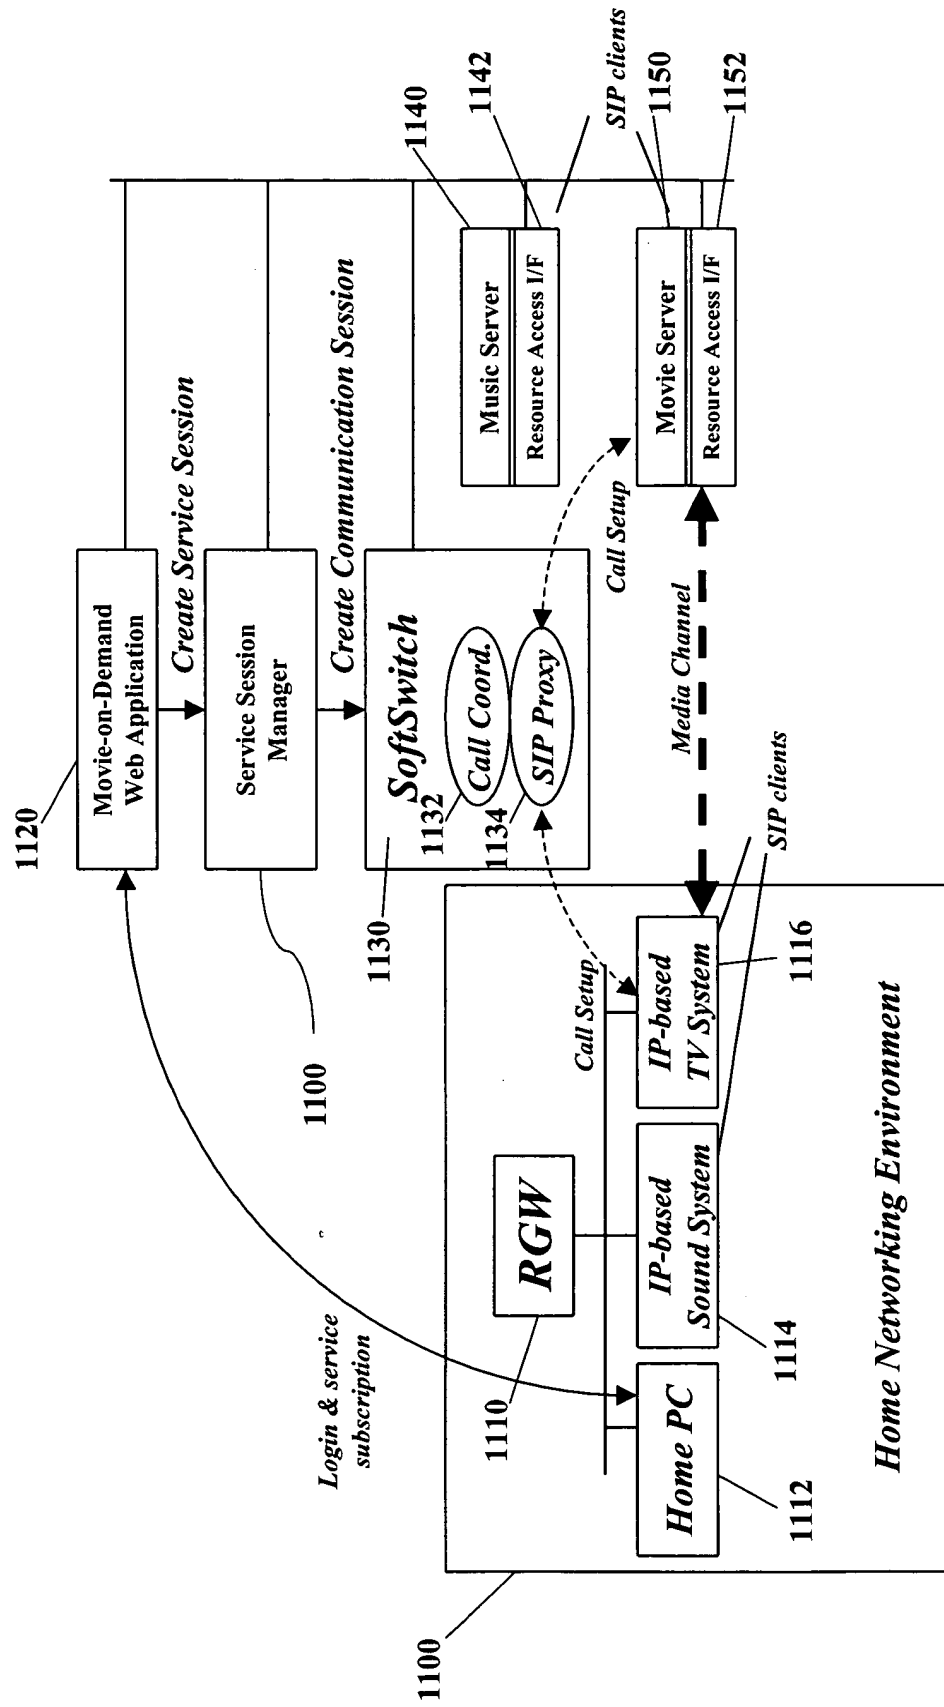 1120
Movie-on-Demand
Web Application
Create Service Session
Service Session
Manager
1100
Create Communication Session
1130
SoftSwitch
1132
Call Coord.
1134
SIP Proxy
1140
Music Server
Resource Access I/F
1142
SIP clients
1150
Movie Server
Resource Access I/F
1152
Call Setup
Media Channel
Login & service
subscription
Call Setup
1100
RGW
1110
Home PC
1112
IP-based
Sound System
1114
IP-based
TV System
1116
SIP clients
Home Networking Environment